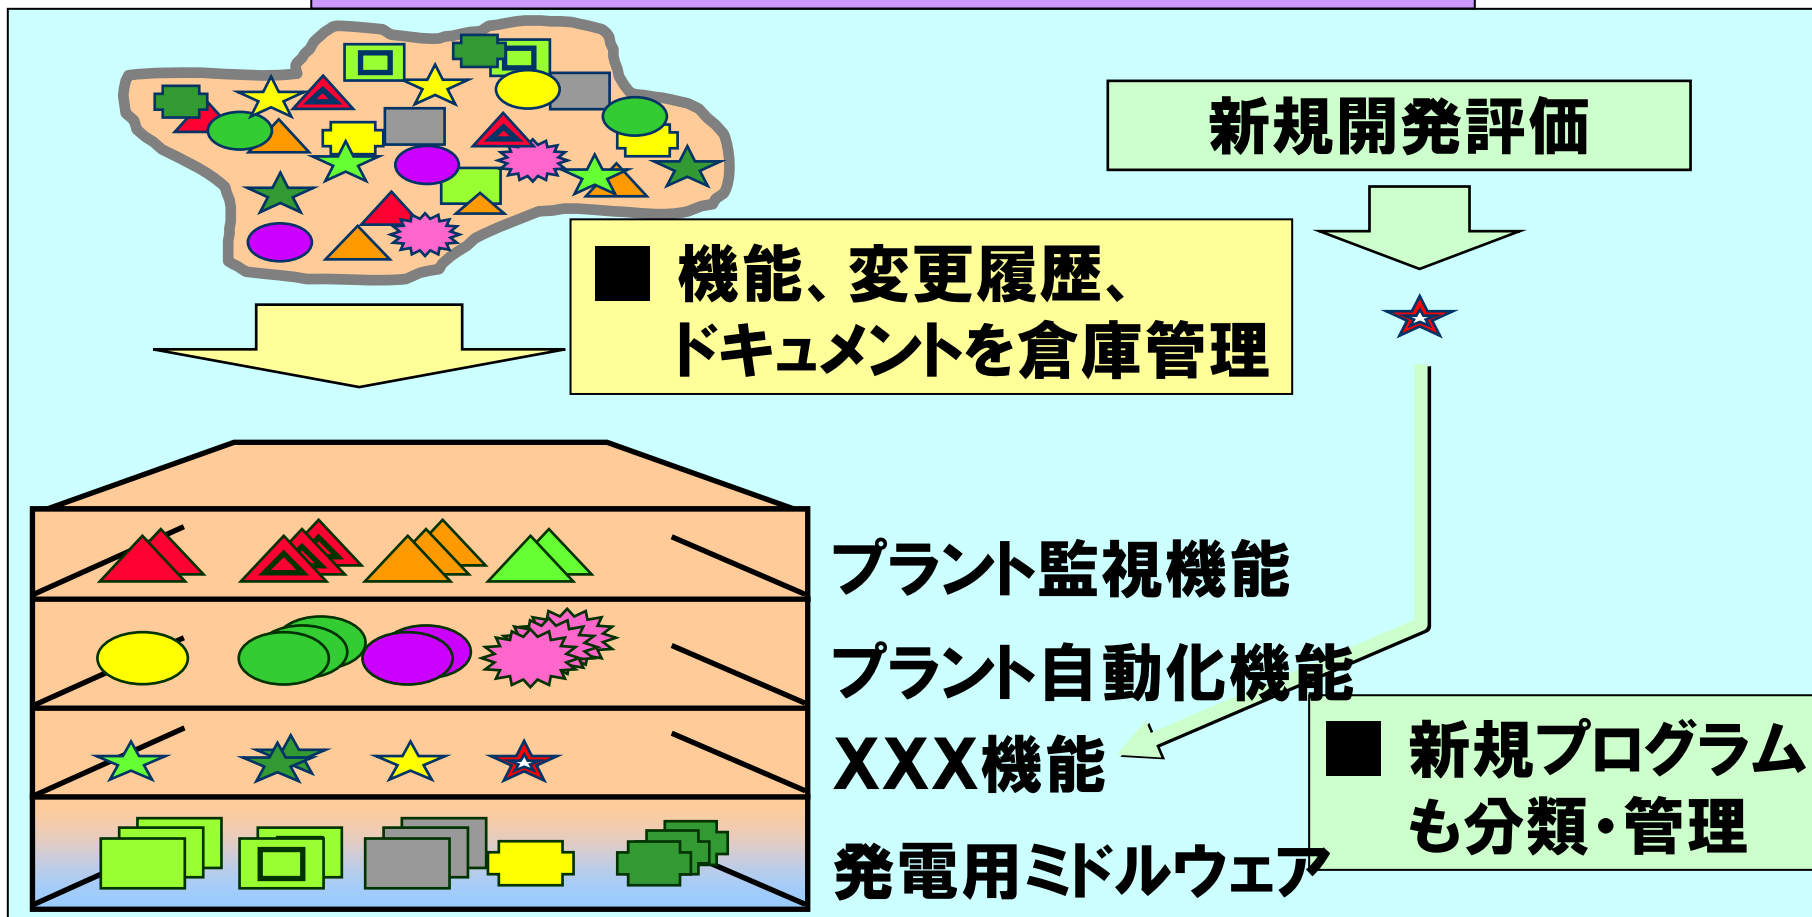 新規開発評価
■ 機能、変更履歴、
ドキュメントを倉庫管理
プラント監視機能
プラント自動化機能
XXX機能
発電用ミドルウェア
■ 新規プログラム
も分類・管理